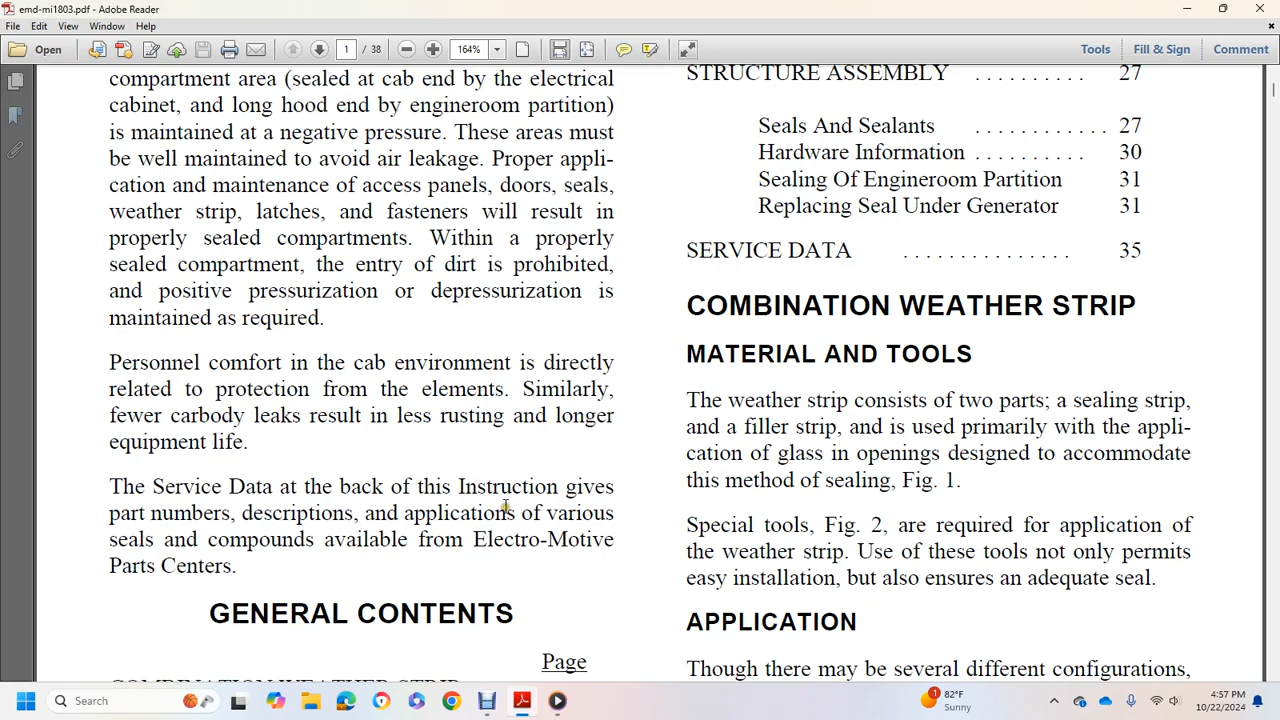 emd-mi1803.pdf - Adobe Reader
File Edit View Window Help
Open 1 / 38 164% Tools Fill & Sign Comment
compartment area (sealed at cab end by the electrical
cabinet, and long hood end by engineroom partition)
is maintained at a negative pressure. These areas must
be well maintained to avoid air leakage. Proper appli-
cation and maintenance of access panels, doors, seals,
weather strip, latches, and fasteners will result in
properly sealed compartments. Within a properly
sealed compartment, the entry of dirt is prohibited,
and positive pressurization or depressurization is
maintained as required.
Personnel comfort in the cab environment is directly
related to protection from the elements. Similarly,
fewer carbody leaks result in less rusting and longer
equipment life.
The Service Data at the back of this Instruction gives
part numbers, descriptions, and applications of various
seals and compounds available from Electro-Motive
Parts Centers.
GENERAL CONTENTS
Page
COMBINATION WEATHER STRIP
STRUCTURE ASSEMBLY . . . . . . . . . . 27
Seals And Sealants . . . . . . . . . . . . 27
Hardware Information . . . . . . . . . . 30
Sealing Of Engineroom Partition 31
Replacing Seal Under Generator 31
SERVICE DATA . . . . . . . . . . . . . . . 35
COMBINATION WEATHER STRIP
MATERIAL AND TOOLS
The weather strip consists of two parts; a sealing strip,
and a filler strip, and is used primarily with the appli-
cation of glass in openings designed to accommodate
this method of sealing, Fig. 1.
Special tools, Fig. 2, are required for application of
the weather strip. Use of these tools not only permits
easy installation, but also ensures an adequate seal.
APPLICATION
Though there may be several different configurations,
Search
1
82°F
Sunny
4:57 PM
10/22/2024